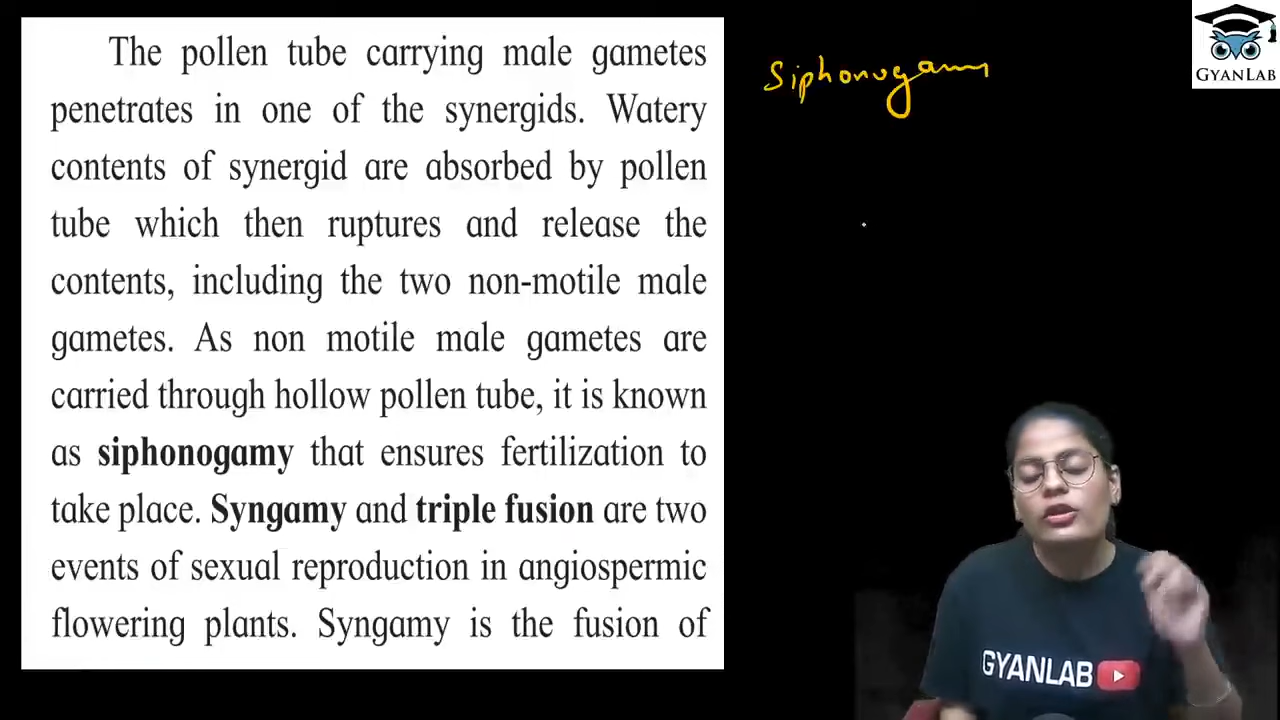 The pollen tube carrying male gametes
penetrates in one of the synergids. Watery
contents of synergid are absorbed by pollen
tube which then ruptures and release the
contents, including the two non-motile male
gametes. As non motile male gametes are
carried through hollow pollen tube, it is known
as siphonogamy that ensures fertilization to
take place. Syngamy and triple fusion are two
events of sexual reproduction in angiospermic
flowering plants. Syngamy is the fusion of
Siphonogamy
GYANLAB
GYANLAB